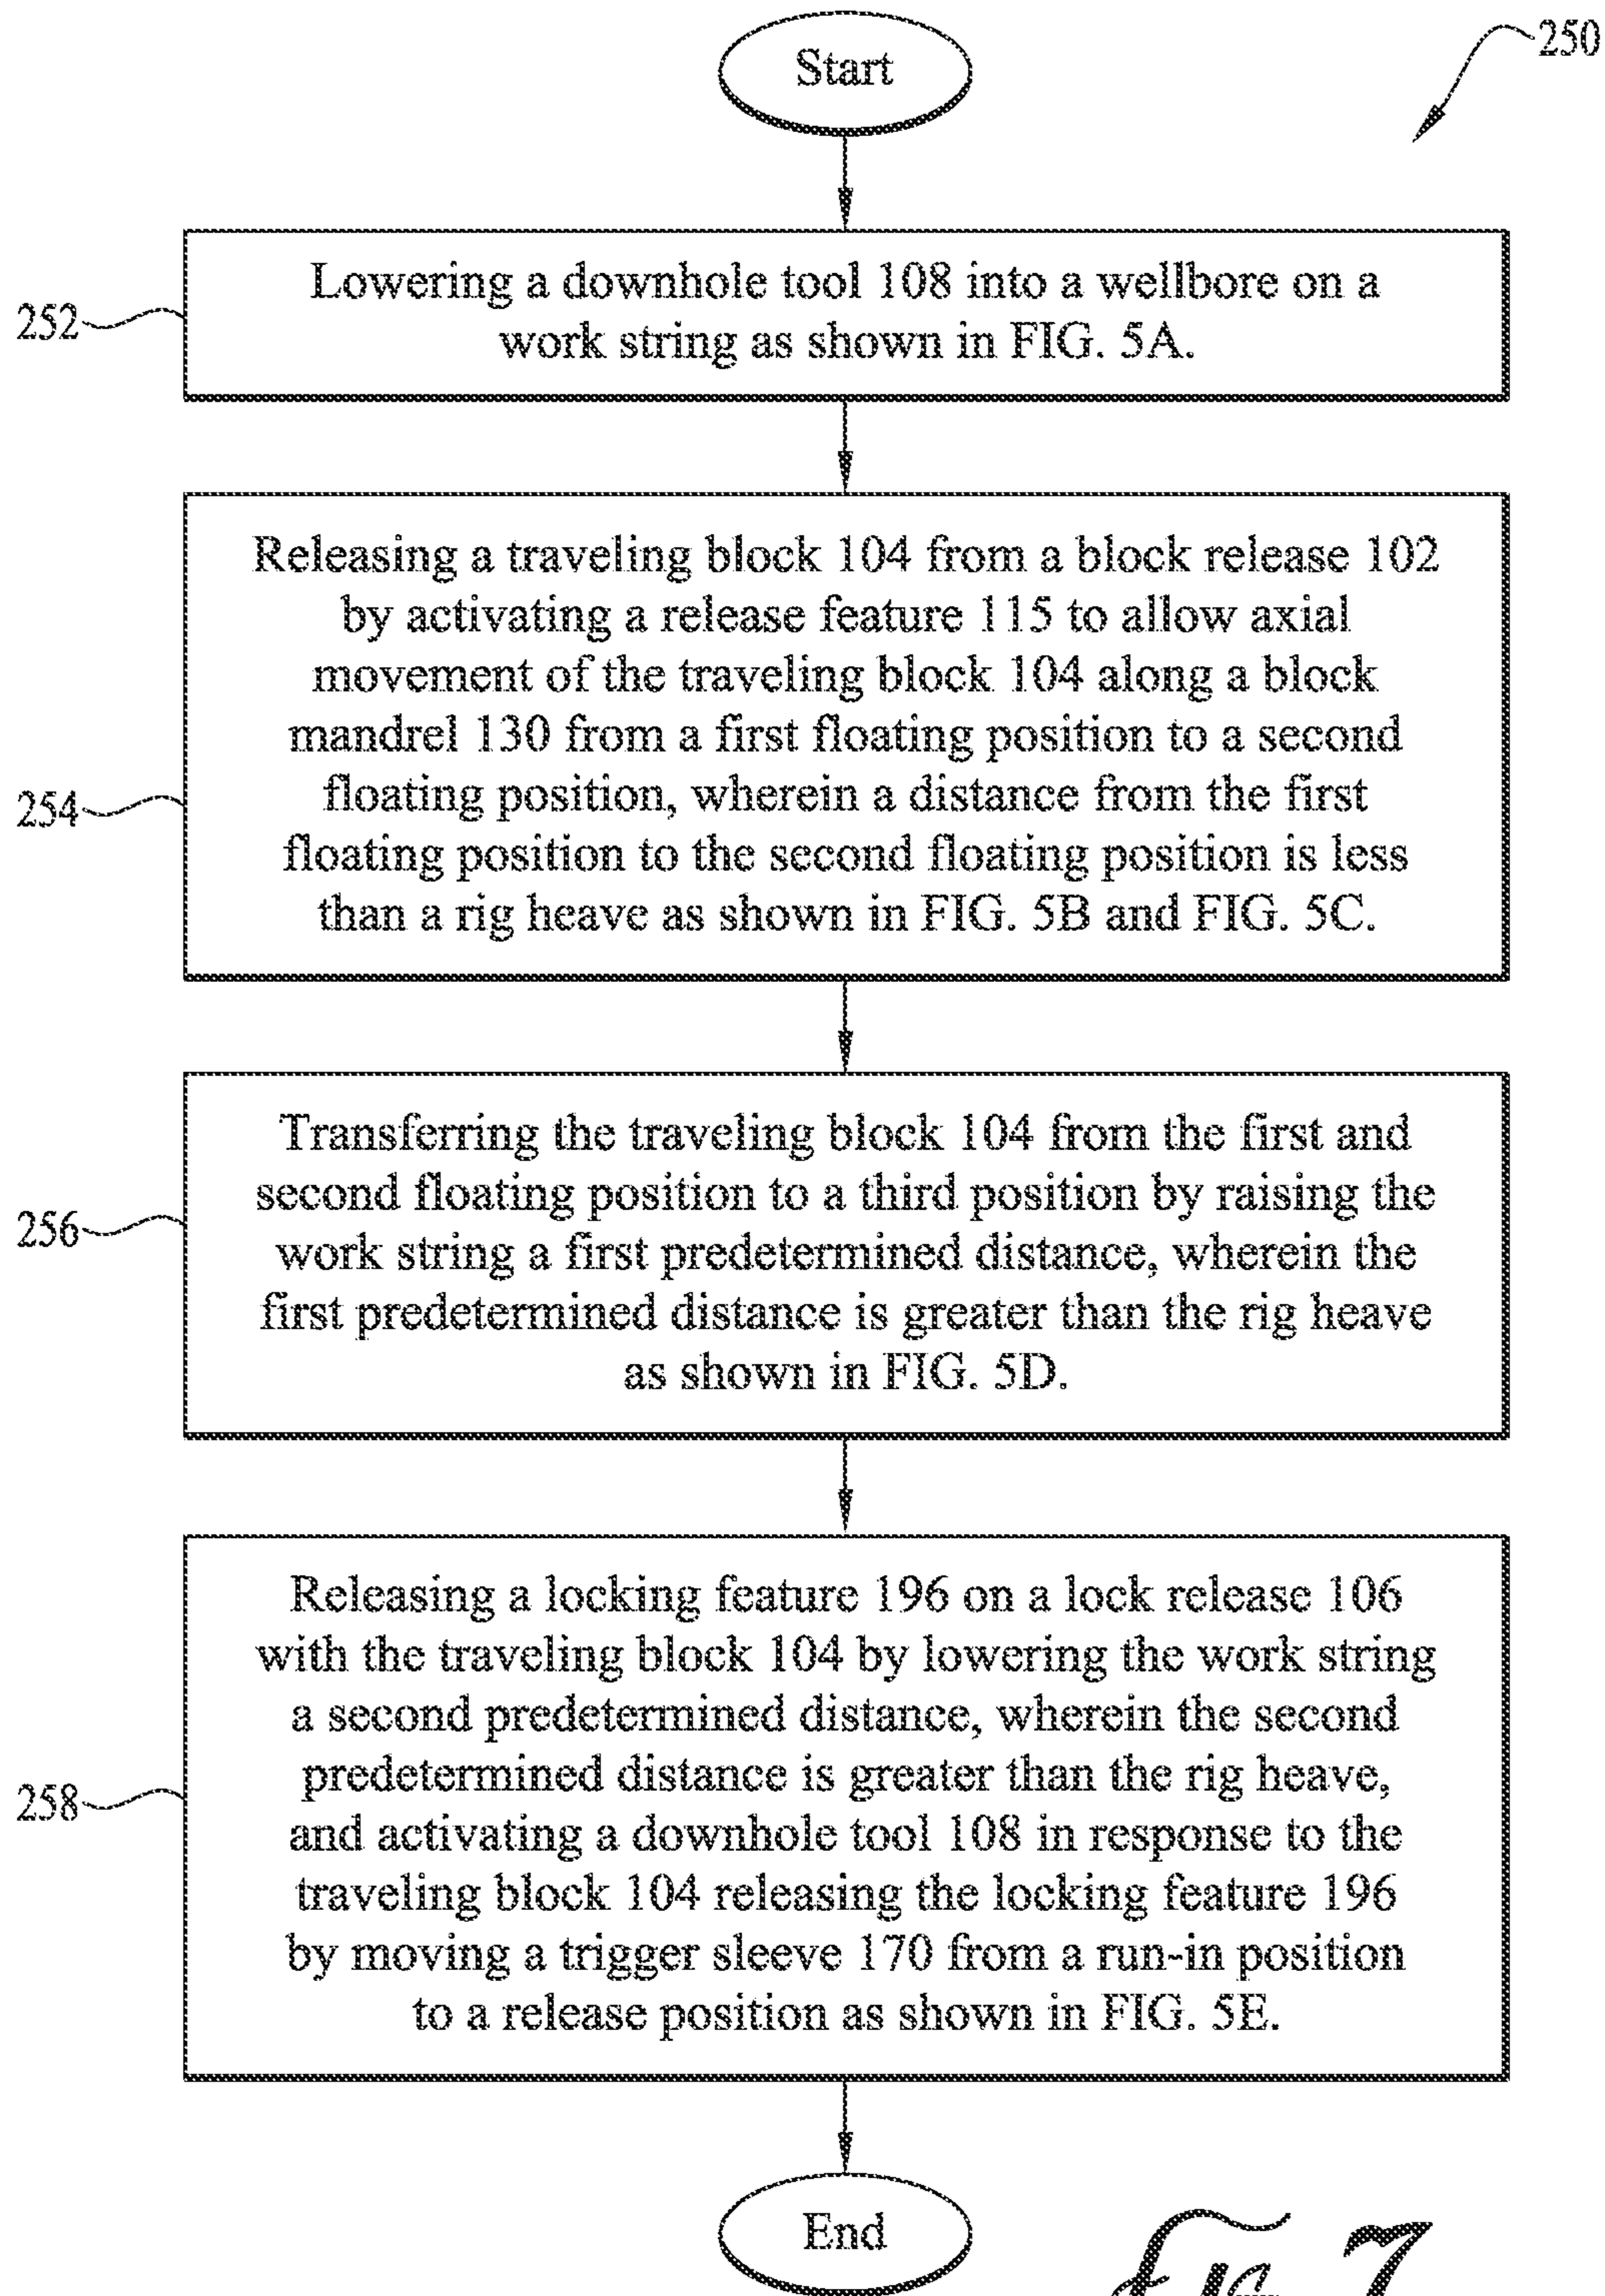 Start
250
252
Lowering a downhole tool 108 into a wellbore on a
work string as shown in FIG. 5A.
254
Releasing a traveling block 104 from a block release 102
by activating a release feature 115 to allow axial
movement of the traveling block 104 along a block
mandrel 130 from a first floating position to a second
floating position, wherein a distance from the first
floating position to the second floating position is less
than a rig heave as shown in FIG. 5B and FIG. 5C.
256
Transferring the traveling block 104 from the first and
second floating position to a third position by raising the
work string a first predetermined distance, wherein the
first predetermined distance is greater than the rig heave
as shown in FIG. 5D.
258
Releasing a locking feature 196 on a lock release 106
with the traveling block 104 by lowering the work string
a second predetermined distance, wherein the second
predetermined distance is greater than the rig heave,
and activating a downhole tool 108 in response to the
traveling block 104 releasing the locking feature 196
by moving a trigger sleeve 170 from a run-in position
to a release position as shown in FIG. 5E.
End
Fig. 7